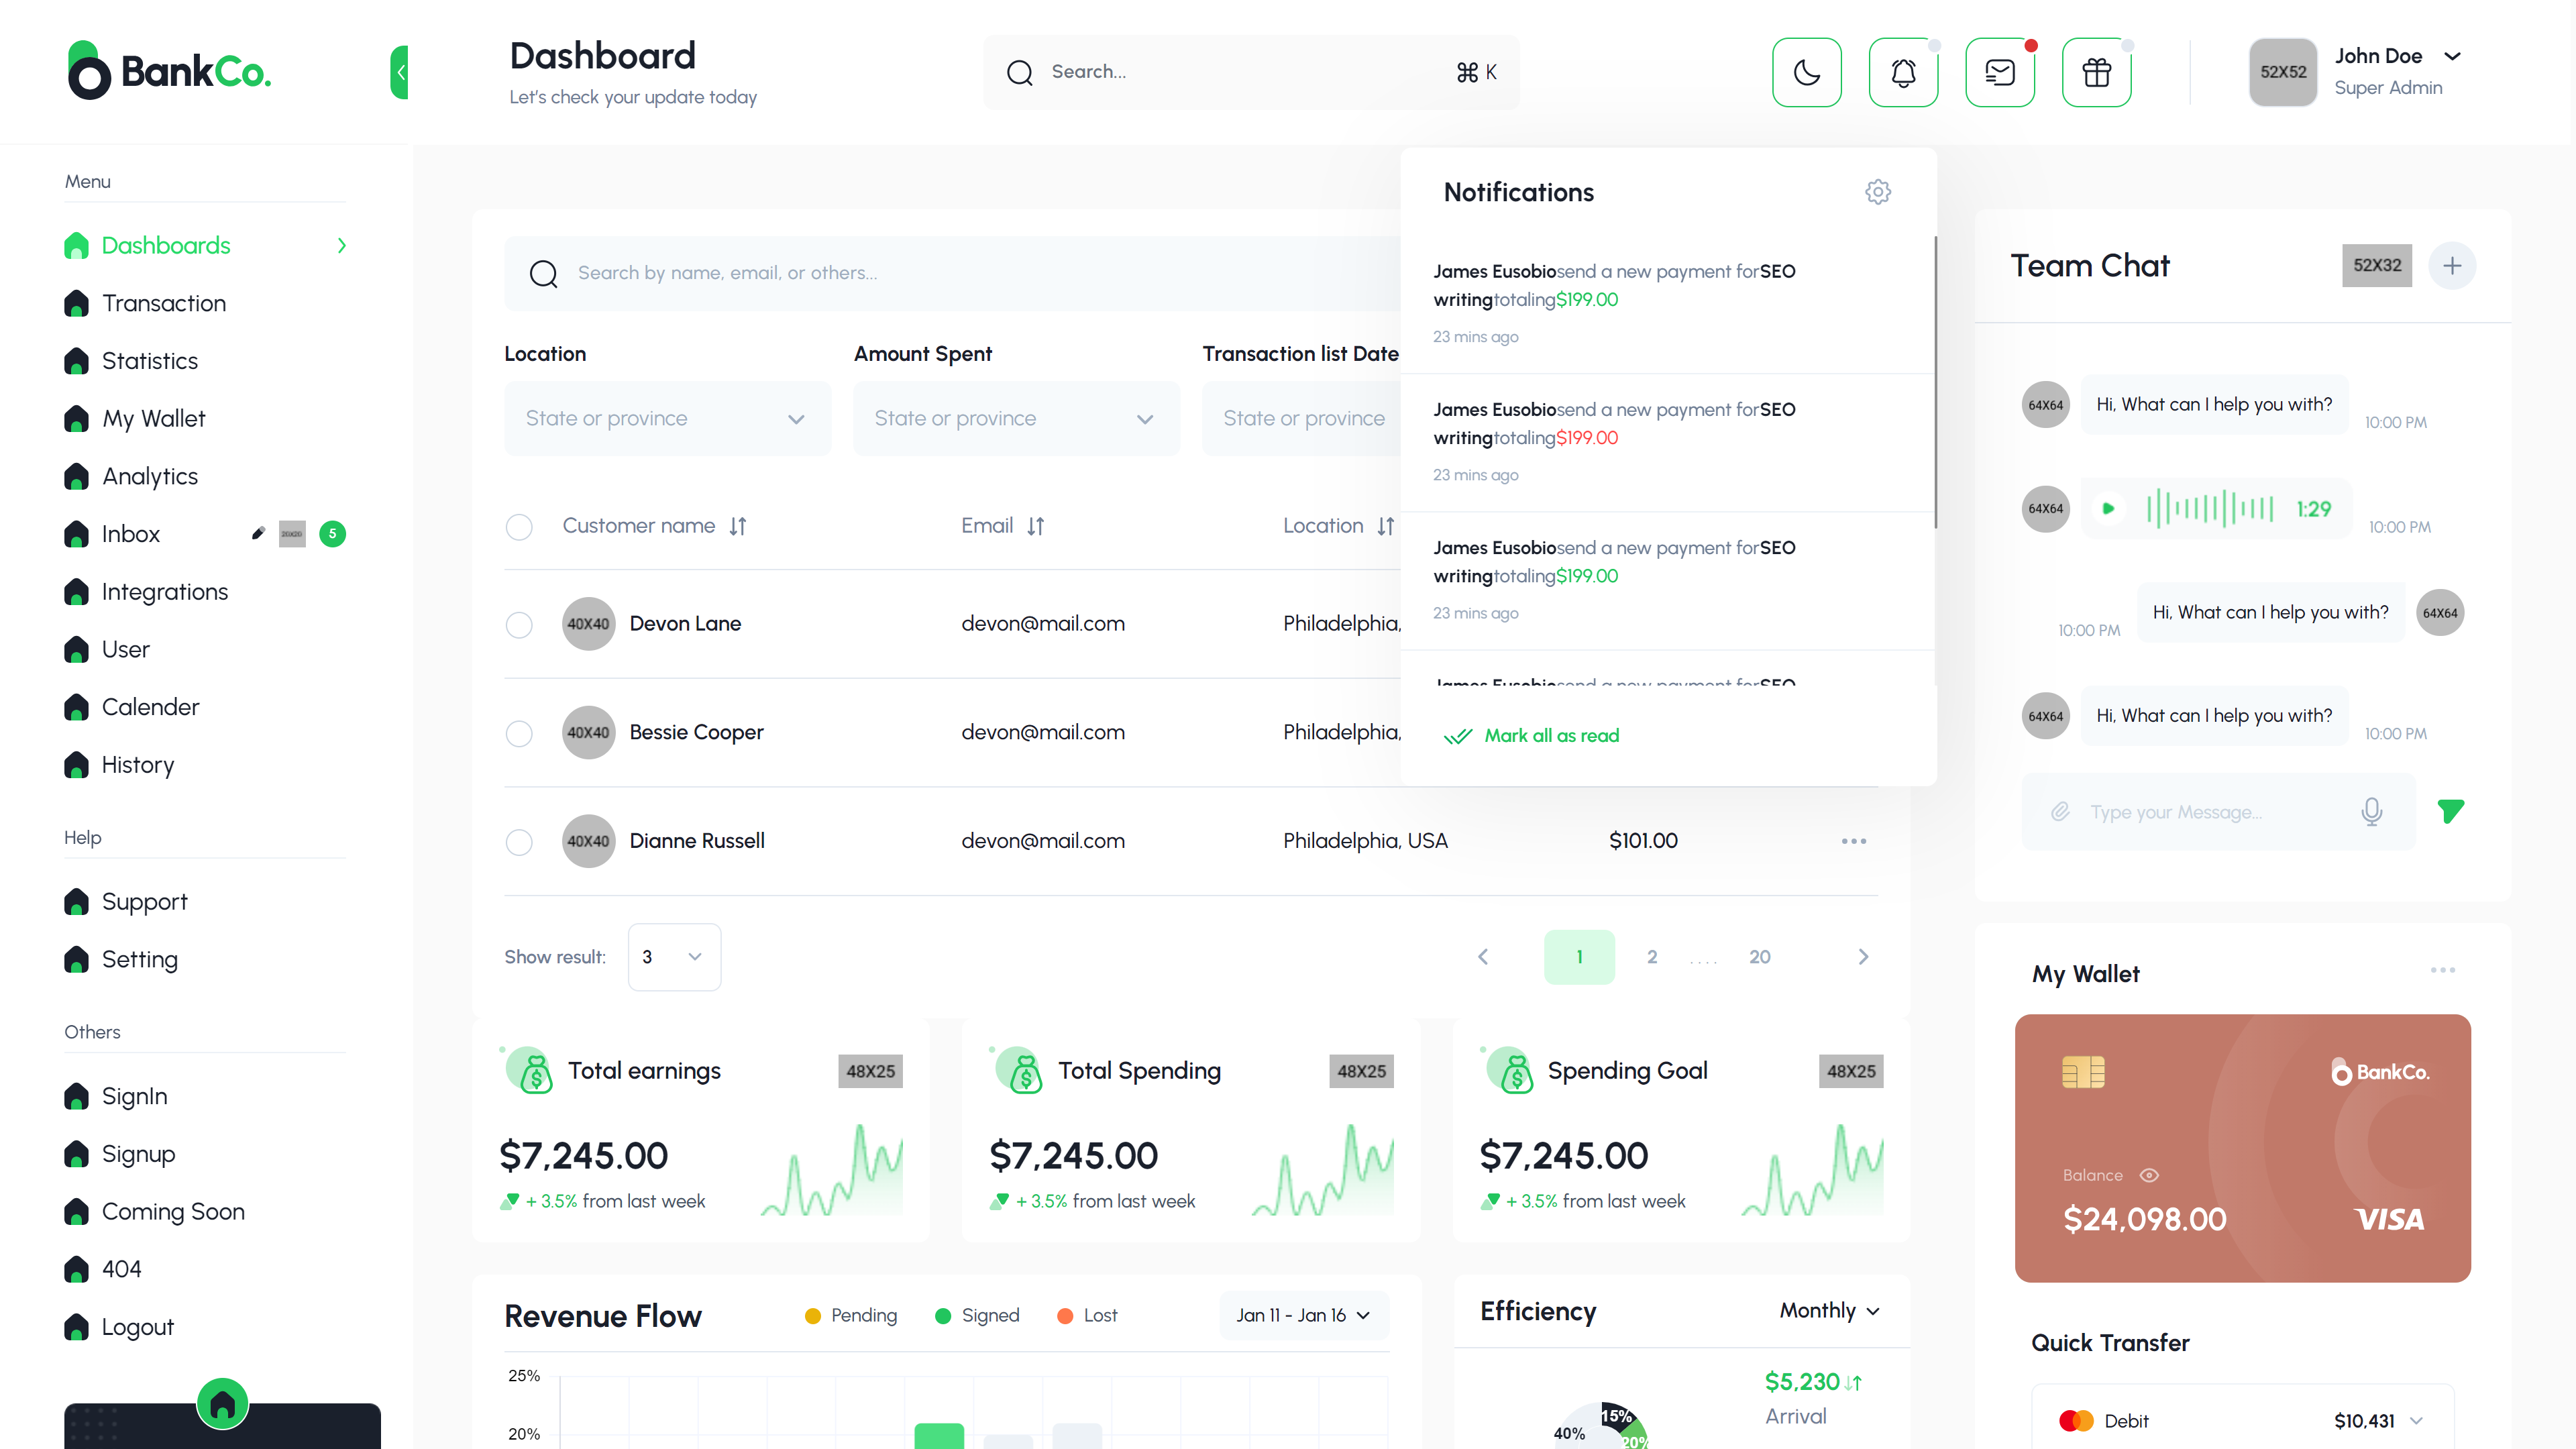 BankCo.
Dashboard
Let's check your update today
Search...
⌘ K
52X52
John Doe
Super Admin
Menu
Dashboards
Transaction
Statistics
My Wallet
Analytics
Inbox
20X20
5
Integrations
User
Calender
History
Help
Support
Setting
Others
SignIn
Signup
Coming Soon
404
Logout
Search by name, email, or others...
Location
Amount Spent
Transaction list Date
State or province
State or province
State or province
Customer name
Email
Location
40X40
Devon Lane
devon@mail.com
Philadelphia,
40X40
Bessie Cooper
devon@mail.com
Philadelphia,
40X40
Dianne Russell
devon@mail.com
Philadelphia, USA
$101.00
Show result:
3
1
2
....
20
Notifications
James Eusobiosend a new payment forSEO
writingtotaling$199.00
23 mins ago
James Eusobiosend a new payment forSEO
writingtotaling$199.00
23 mins ago
James Eusobiosend a new payment forSEO
writingtotaling$199.00
23 mins ago
James Eusobiosend a new payment forSEO
Mark all as read
Total earnings
48X25
$7,245.00
+ 3.5% from last week
Total Spending
48X25
$7,245.00
+ 3.5% from last week
Spending Goal
48X25
$7,245.00
+ 3.5% from last week
Revenue Flow
Pending
Signed
Lost
Jan 11 - Jan 16
25%
20%
Efficiency
Monthly
$5,230
Arrival
15%
40%
20%
Team Chat
52X32
64X64
Hi, What can I help you with?
10:00 PM
64X64
1:29
10:00 PM
10:00 PM
Hi, What can I help you with?
64X64
64X64
Hi, What can I help you with?
10:00 PM
Type your Message...
My Wallet
BankCo.
Balance
$24,098.00
VISA
Quick Transfer
Debit
$10,431